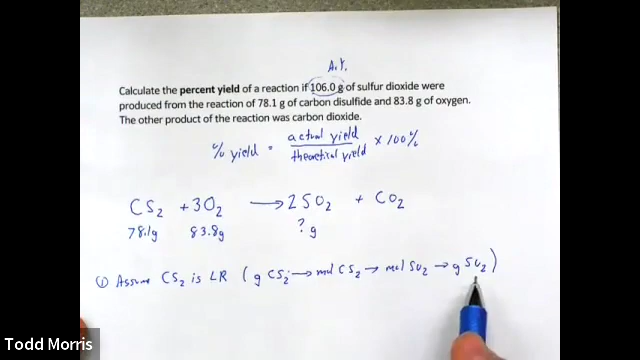 A.Y.
Calculate the percent yield of a reaction if 106.0 g of sulfur dioxide were
produced from the reaction of 78.1 g of carbon disulfide and 83.8 g of oxygen.
The other product of the reaction was carbon dioxide.
% yield = actual yield / theoretical yield × 100%
CS₂ + 3O₂ → 2SO₂ + CO₂
78.1g 83.8g ? g
① Assume CS₂ is LR (g CS₂ → mol CS₂ → mol SO₂ → g SO₂)
Todd Morris